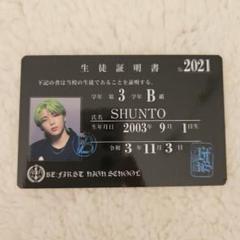 生徒証明書
№2021
下記の者は当校の生徒であることを証明する。
学年 第 3 学年 B 組
氏名 SHUNTO
生年月日 2003年 9月 1日生
令和 3年 11月 3日
BE:FIRST HIGH SCHOOL